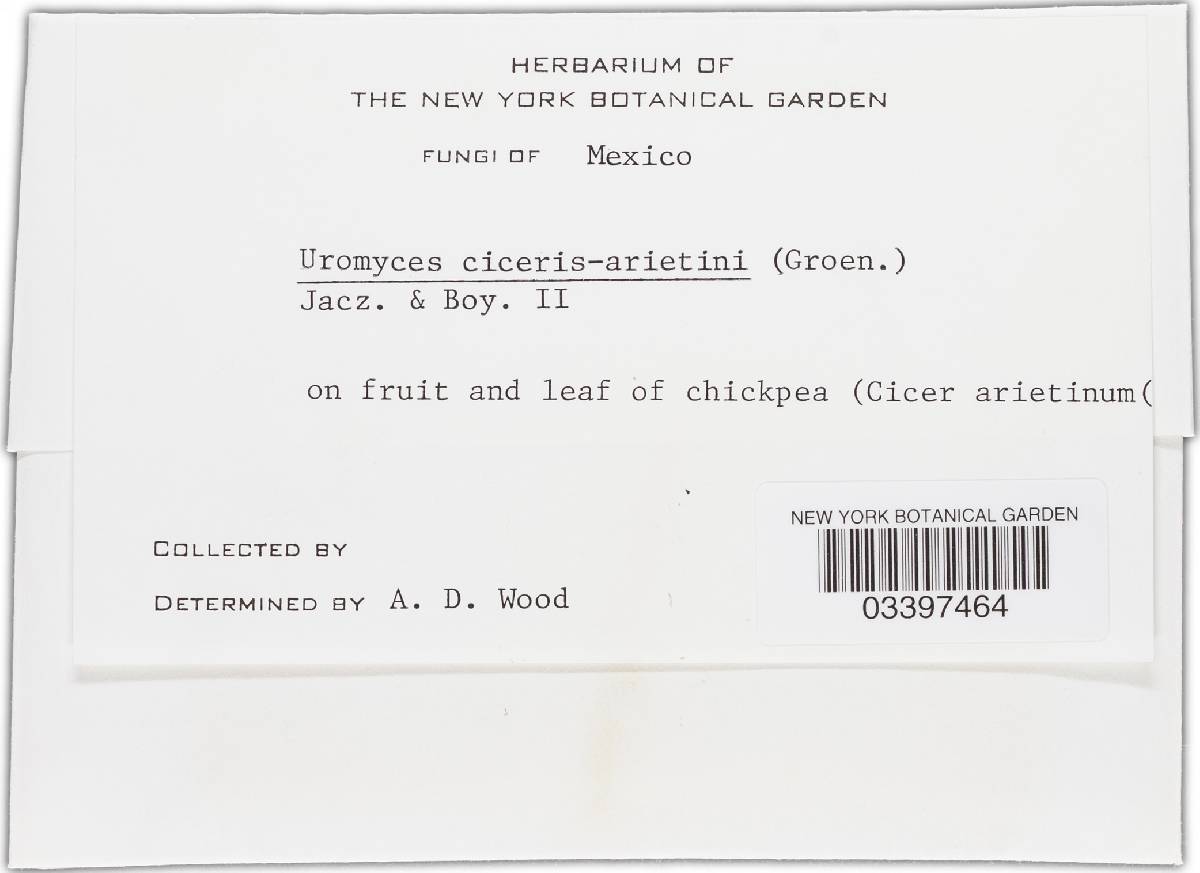 HERBARIUM OF
THE NEW YORK BOTANICAL GARDEN
FUNGI OF Mexico
Uromyces ciceris-arietini (Groen.)
Jacz. & Boy. II
on fruit and leaf of chickpea (Cicer arietinum(
NEW YORK BOTANICAL GARDEN
03397464
COLLECTED BY
DETERMINED BY A. D. Wood